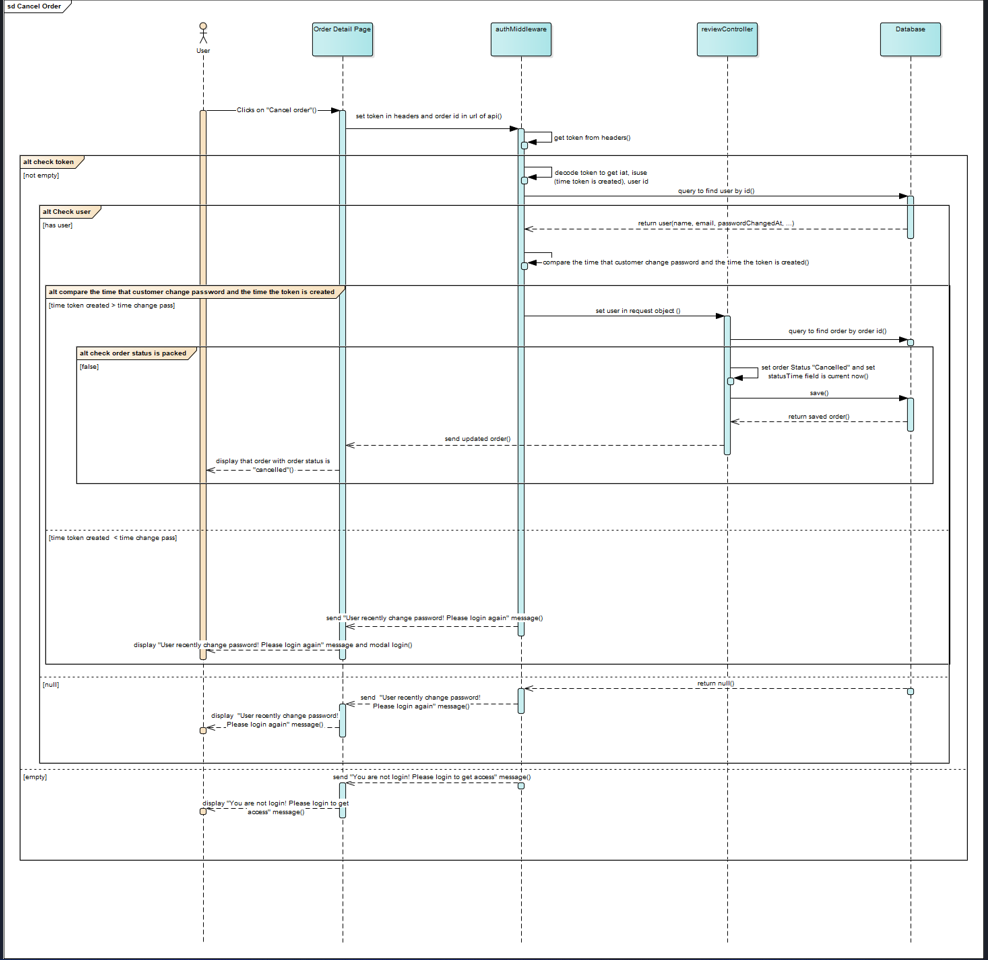 sd Cancel Order
User
Order Detail Page
authMiddleware
reviewController
Database
Clicks on "Cancel order"()
set token in headers and order id in url of api()
get token from headers()
alt check token
[not empty]
decode token to get iat, isuse
(time token is created), user id
query to find user by id()
alt Check user
[has user]
return user(name, email, passwordChangedAt, ...)
compare the time that customer change password and the time the token is created()
alt compare the time that customer change password and the time the token is created
[time token created > time change pass]
set user in request object ()
query to find order by order id()
alt check order status is packed
[false]
set order Status "Cancelled" and set
statusTime field is current now()
save()
return saved order()
send updated order()
display that order with order status is
"cancelled"()
[time token created < time change pass]
send "User recently change password! Please login again" message()
display "User recently change password! Please login again" message and modal login()
[null]
return null()
send "User recently change password!
Please login again" message()
display "User recently change password!
Please login again" message()
[empty]
send "You are not login! Please login to get access" message()
display "You are not login! Please login to get
access" message()